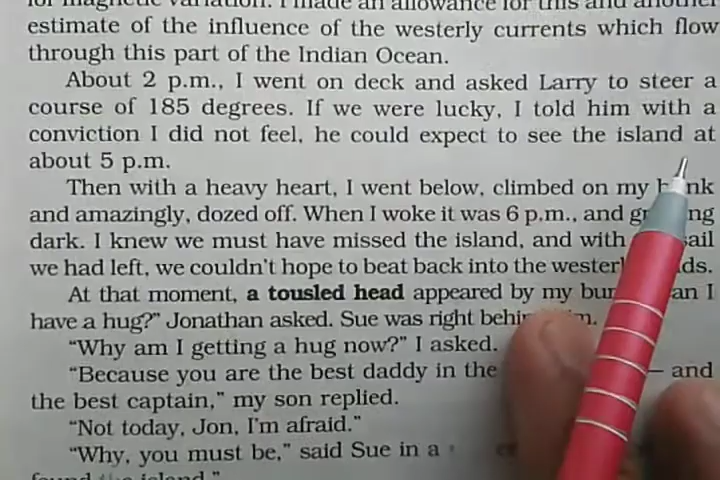 for magnetic variation. I made an allowance for this and another
estimate of the influence of the westerly currents which flow
through this part of the Indian Ocean.
About 2 p.m., I went on deck and asked Larry to steer a
course of 185 degrees. If we were lucky, I told him with a
conviction I did not feel, he could expect to see the island at
about 5 p.m.
Then with a heavy heart, I went below, climbed on my
and amazingly, dozed off. When I woke it was 6 p.m., and
dark. I knew we must have missed the island, and with
we had left, we couldn't hope to beat back into the
At that moment, a tousled head appeared by my I
have a hug?” Jonathan asked. Sue was right
“Why am I getting a hug now?” I asked.
“Because you are the best daddy in the — and
the best captain,” my son replied.
“Not today, Jon, I'm afraid.”
“Why, you must be,” said Sue in a
found the island.”